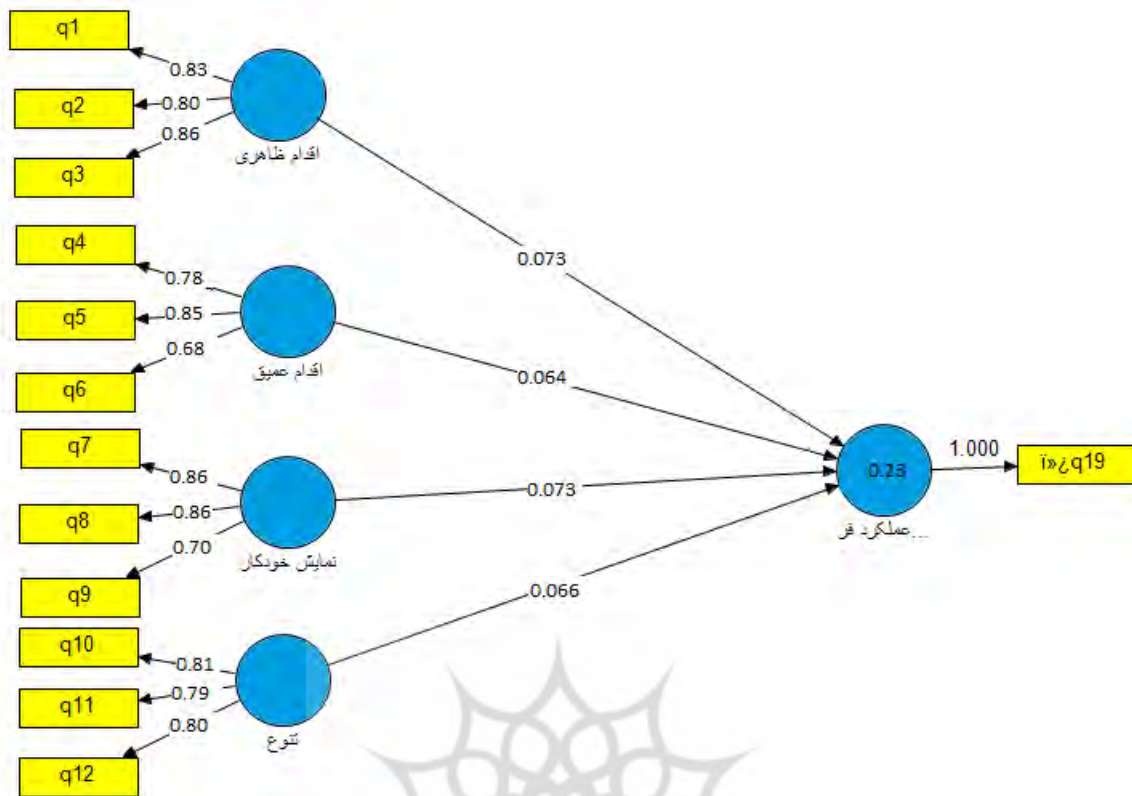 q1
0.83
q2
0.80
q3
0.86
اقدام ظاهری
0.073
q4
0.78
q5
0.85
q6
0.68
اقدام عمیق
0.064
q7
0.86
q8
0.86
q9
0.70
نمایش خودکار
0.073
q10
0.81
q11
0.79
q12
0.80
تنوع
0.066
0.23
عملکرد فر...
1.000
ï»¿q19